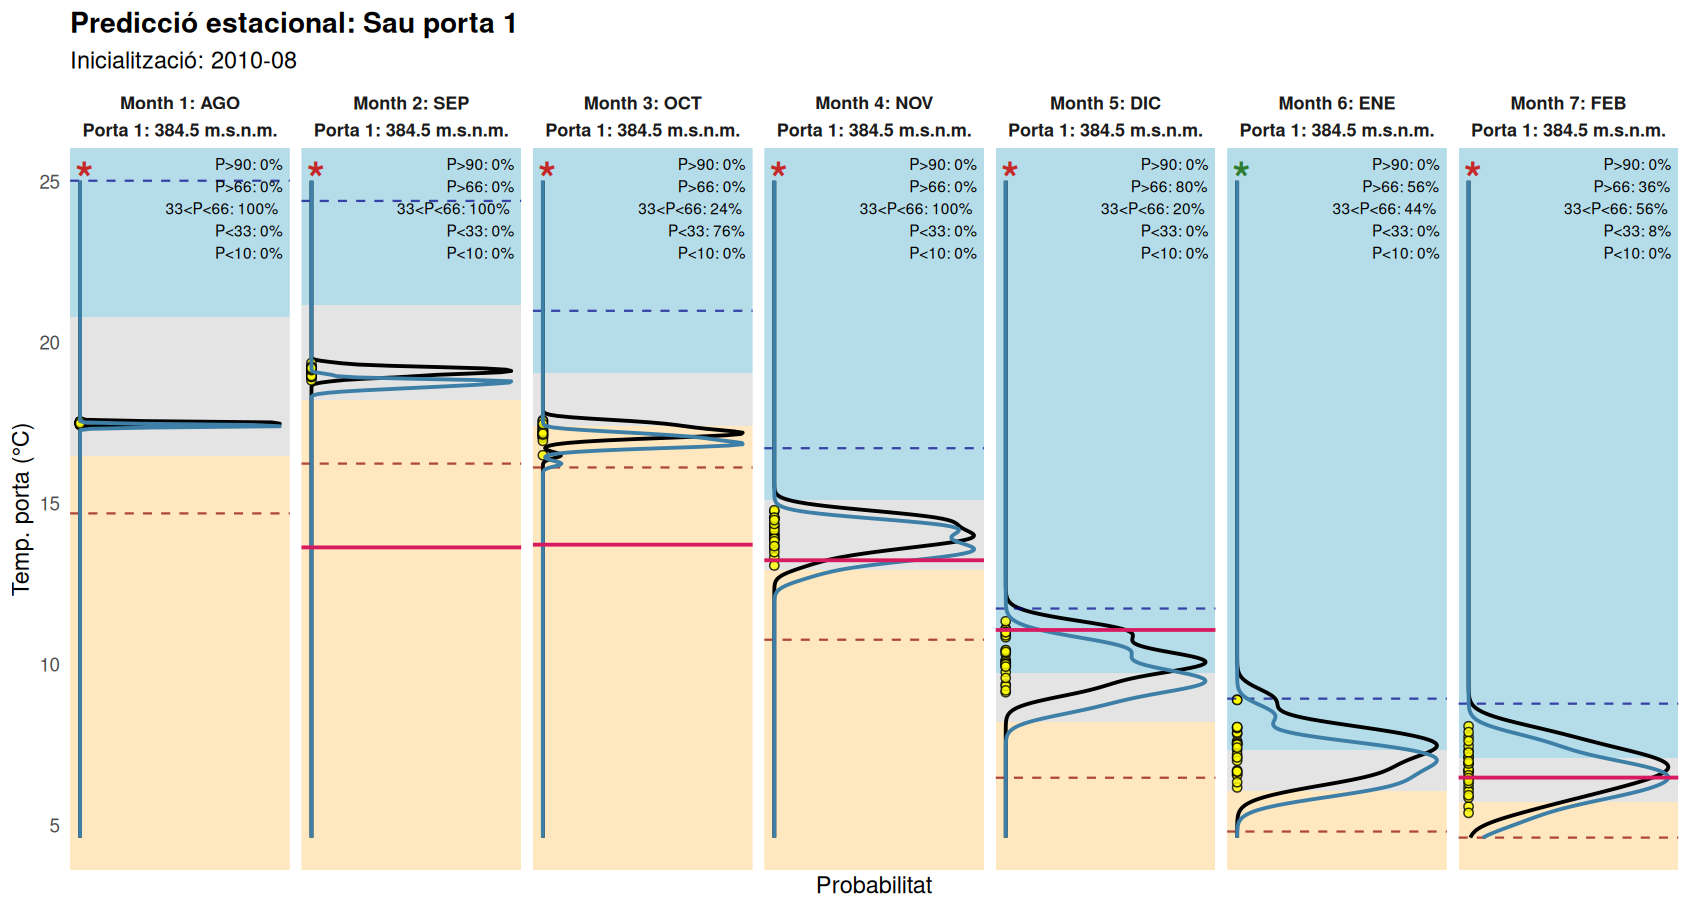 Predicció estacional: Sau porta 1
Inicialització: 2010-08
Month 1: AGO
Porta 1: 384.5 m.s.n.m.
Month 2: SEP
Porta 1: 384.5 m.s.n.m.
Month 3: OCT
Porta 1: 384.5 m.s.n.m.
Month 4: NOV
Porta 1: 384.5 m.s.n.m.
Month 5: DIC
Porta 1: 384.5 m.s.n.m.
Month 6: ENE
Porta 1: 384.5 m.s.n.m.
Month 7: FEB
Porta 1: 384.5 m.s.n.m.
*
P>90: 0%
P>66: 0%
33<P<66: 100%
P<33: 0%
P<10: 0%
*
P>90: 0%
P>66: 0%
33<P<66: 100%
P<33: 0%
P<10: 0%
*
P>90: 0%
P>66: 0%
33<P<66: 24%
P<33: 76%
P<10: 0%
*
P>90: 0%
P>66: 0%
33<P<66: 100%
P<33: 0%
P<10: 0%
*
P>90: 0%
P>66: 80%
33<P<66: 20%
P<33: 0%
P<10: 0%
*
P>90: 0%
P>66: 56%
33<P<66: 44%
P<33: 0%
P<10: 0%
*
P>90: 0%
P>66: 36%
33<P<66: 56%
P<33: 8%
P<10: 0%
25
20
15
10
5
Temp. porta (°C)
Probabilitat